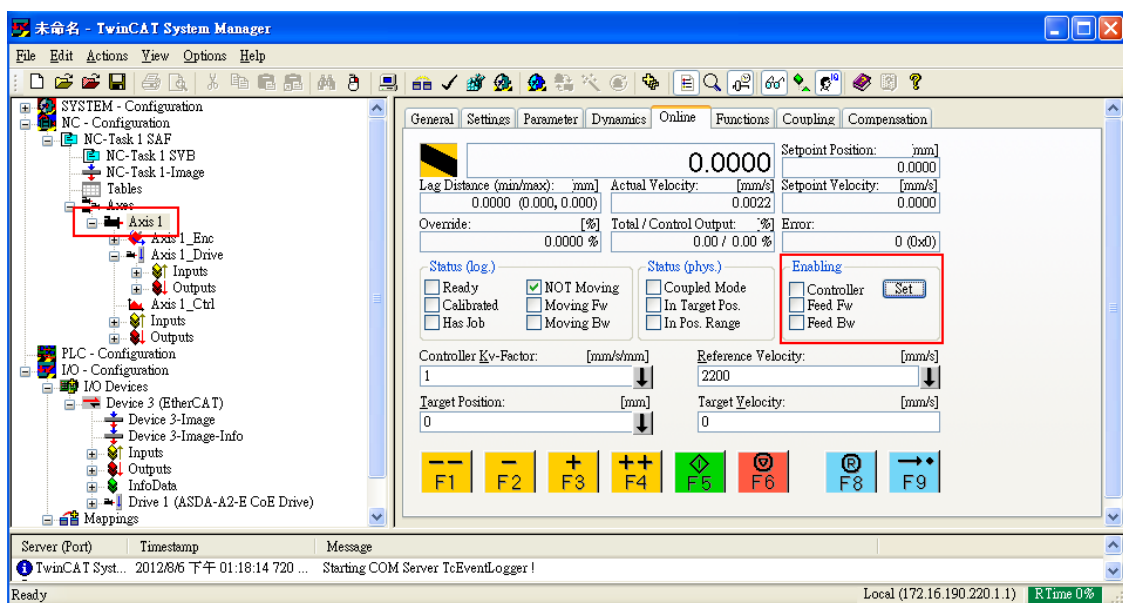 未命名 - TwinCAT System Manager
File Edit Actions View Options Help
SYSTEM - Configuration
NC - Configuration
NC-Task 1 SAF
NC-Task 1 SVB
NC-Task 1-Image
Tables
Axes
Axis 1
Axis 1_Enc
Axis 1_Drive
Inputs
Outputs
Axis 1_Ctrl
Inputs
Outputs
PLC - Configuration
I/O - Configuration
I/O Devices
Device 3 (EtherCAT)
Device 3-Image
Device 3-Image-Info
Inputs
Outputs
InfoData
Drive 1 (ASDA-A2-E CoE Drive)
Mappings
General Settings Parameter Dynamics Online Functions Coupling Compensation
0.0000
Setpoint Position: mm]
0.0000
Lag Distance (min/max): mm] Actual Velocity: [mm/s] Setpoint Velocity: [mm/s]
0.0000 (0.000, 0.000) 0.0022 0.0000
Override: [%] Total / Control Output: %] Error:
0.0000 % 0.00 / 0.00 % 0 (0x0)
Status (log.) Status (phys.) Enabling
Ready NOT Moving Coupled Mode Controller Set
Calibrated Moving Fw In Target Pos. Feed Fw
Has Job Moving Bw In Pos. Range Feed Bw
Controller Kv-Factor: [mm/s/mm] Reference Velocity: [mm/s]
1 2200
Target Position: [mm] Target Velocity: [mm/s]
0 0
-- - + ++ R
F1 F2 F3 F4 F5 F6 F8 F9
Server (Port) Timestamp Message
TwinCAT Syst... 2012/8/6 下午 01:18:14 720 ... Starting COM Server TcEventLogger !
Ready Local (172.16.190.220.1.1) RTime 0%